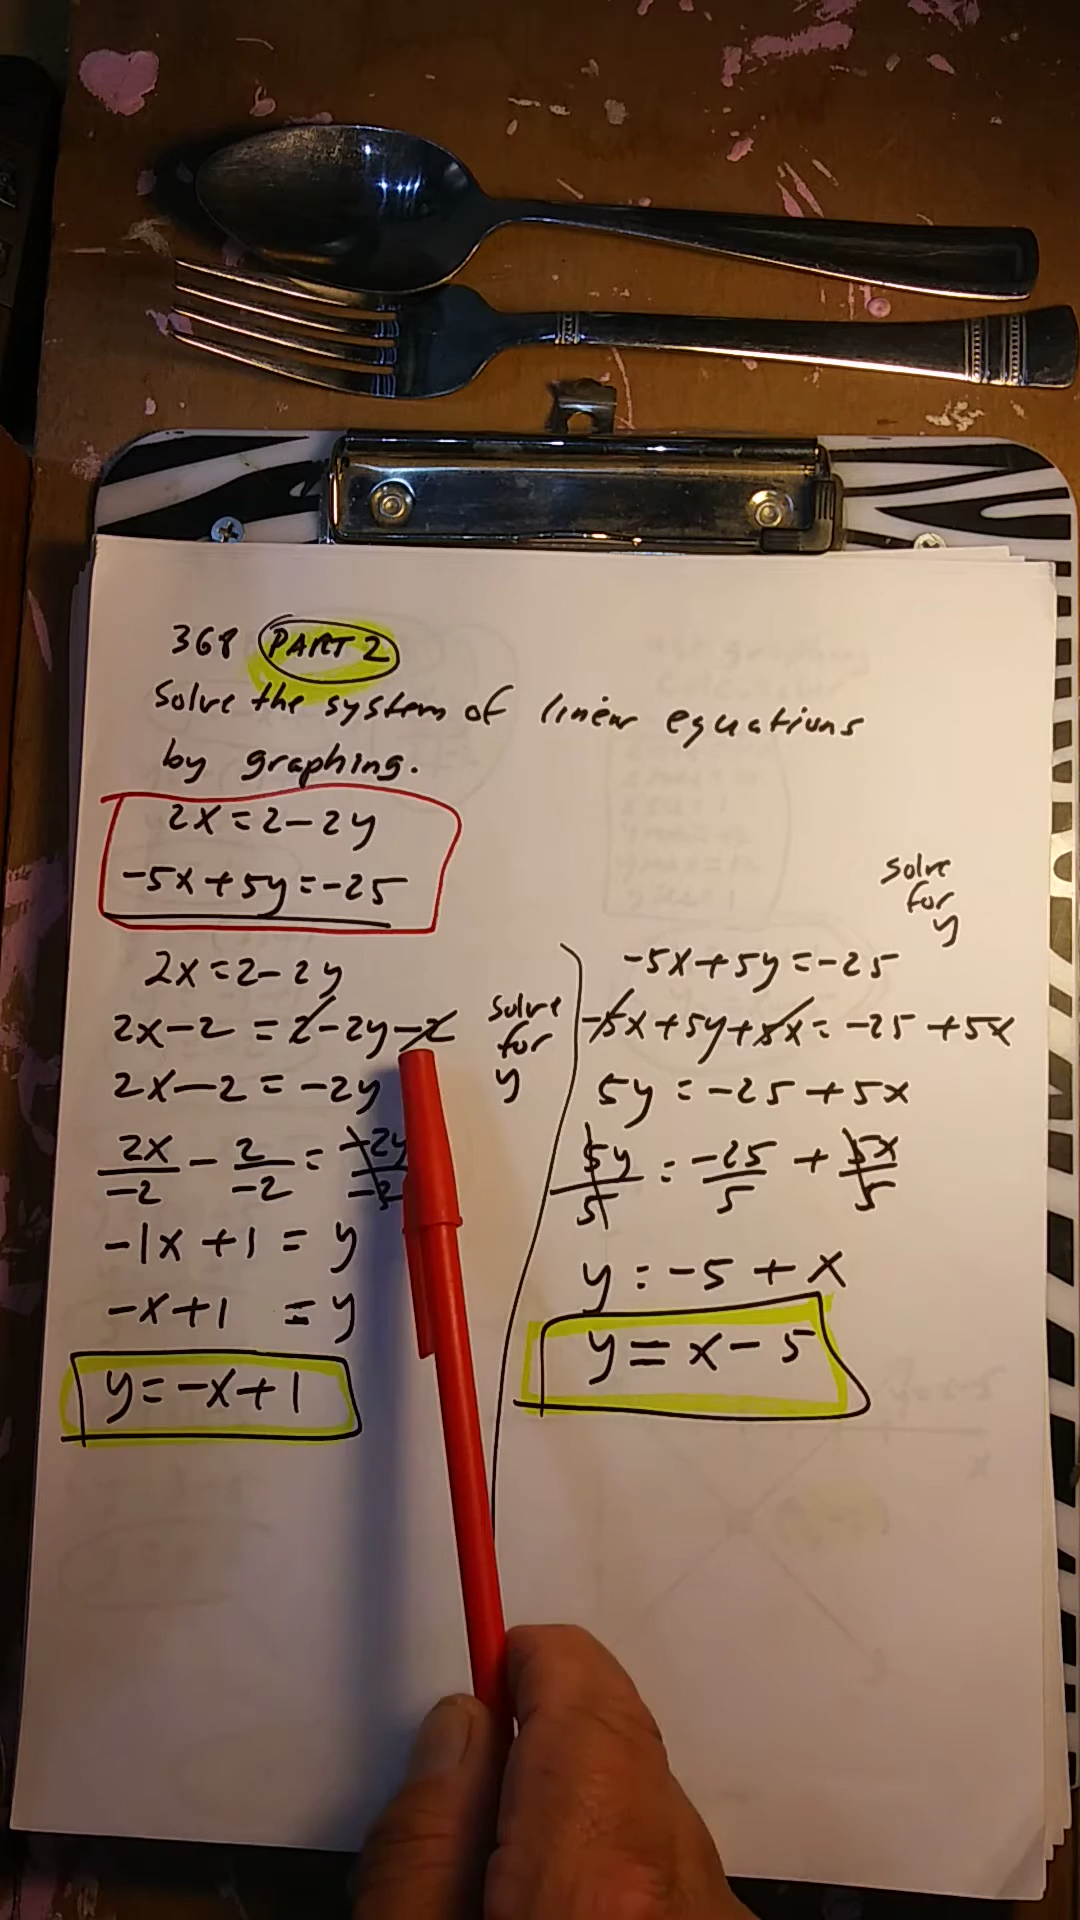 368 PART 2
Solve the system of linear equations
by graphing.
2x=2-2y
-5x+5y=-25
2x=2-2y
2x-2=2-2y-2
solve
for
y
2x-2=-2y
2x/-2 - 2/-2 = -2y/-2
-1x+1=y
-x+1=y
y=-x+1
solve
for
y
-5x+5y=-25
-5x+5y+5x=-25+5x
5y=-25+5x
5y/5 = -25/5 + 5x/5
y=-5+x
y=x-5